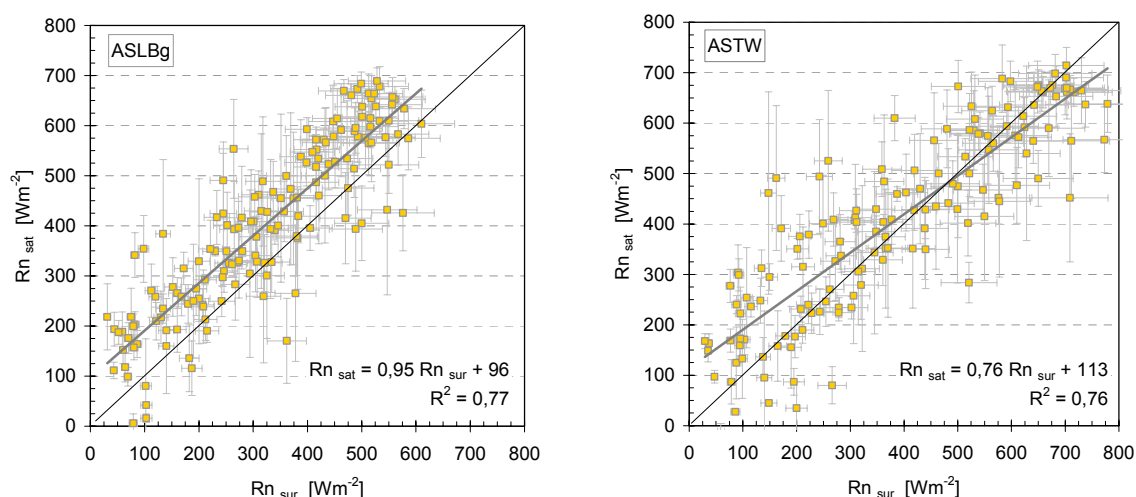 ASLBg
800
700
600
500
400
300
200
100
0
Rn sat [Wm-2]
Rn sat = 0,95 Rn sur + 96
R2 = 0,77
0 100 200 300 400 500 600 700 800
Rn sur [Wm-2]
ASTW
800
700
600
500
400
300
200
100
0
Rn sat [Wm-2]
Rn sat = 0,76 Rn sur + 113
R2 = 0,76
0 100 200 300 400 500 600 700 800
Rn sur [Wm-2]